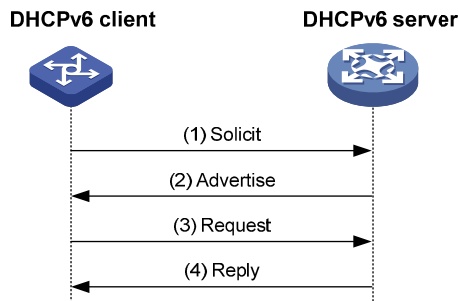 DHCPv6 client
DHCPv6 server
(1) Solicit
(2) Advertise
(3) Request
(4) Reply